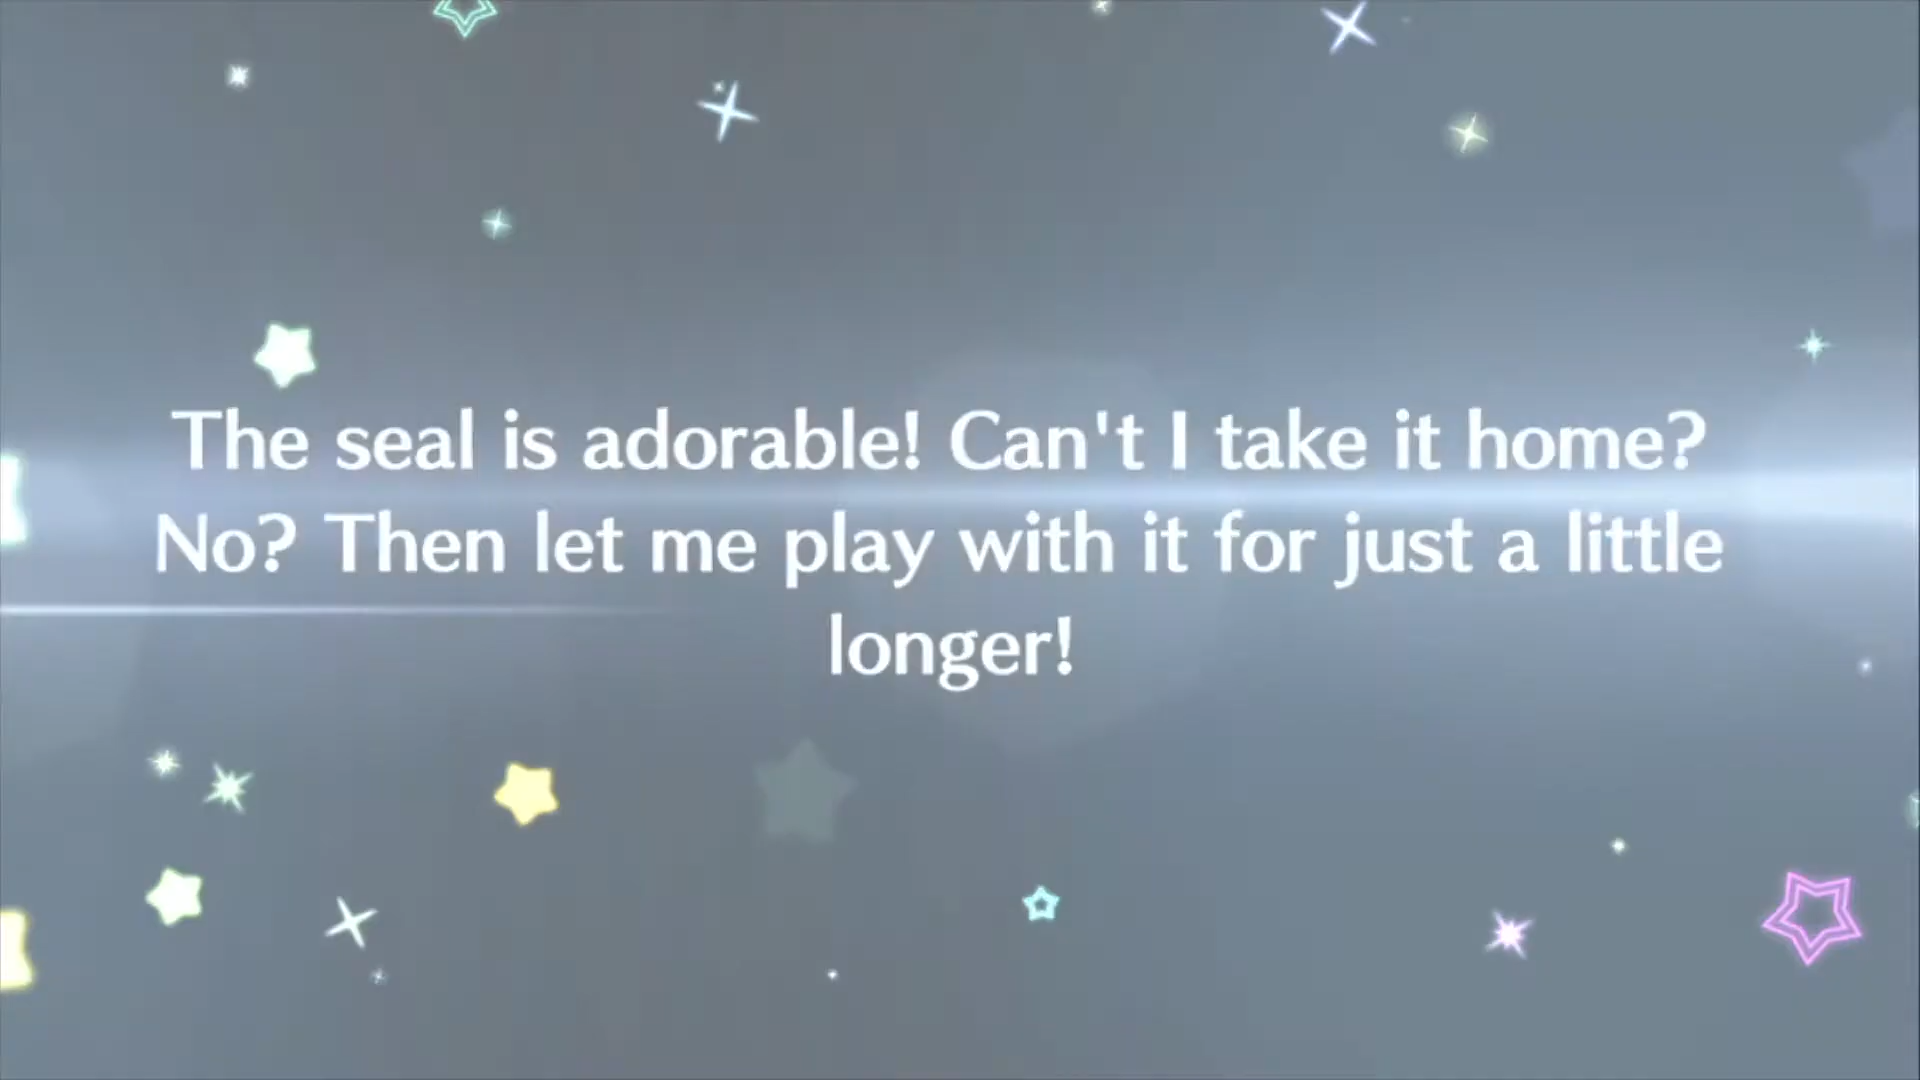 The seal is adorable! Can't I take it home?
No? Then let me play with it for just a little
longer!